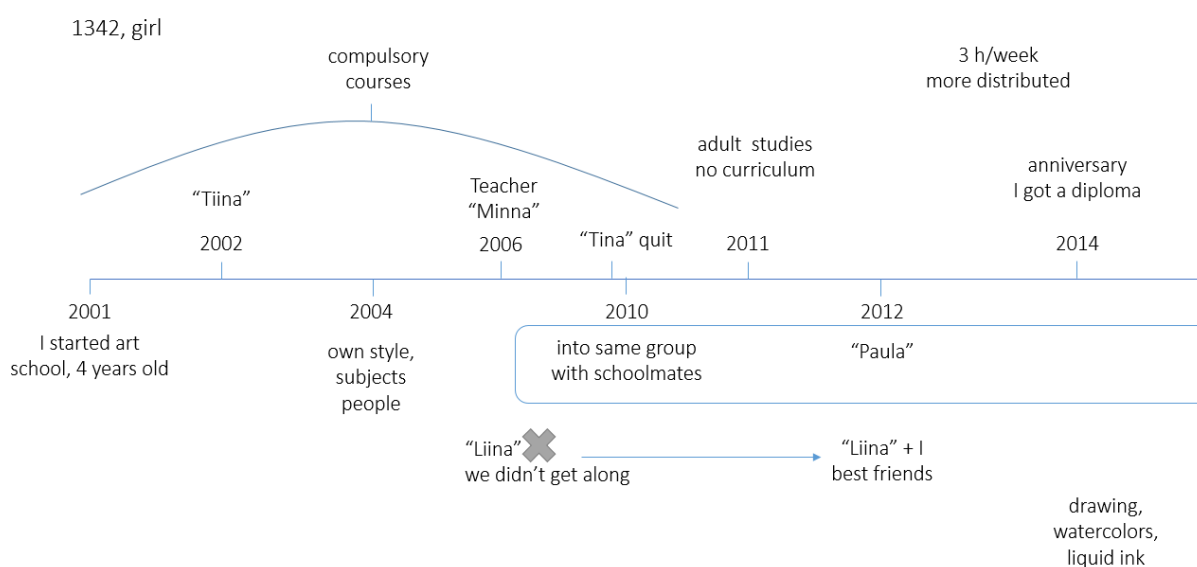 1342, girl
compulsory
courses
3 h/week
more distributed
adult studies
no curriculum
anniversary
I got a diploma
“Tiina”
Teacher
“Minna”
“Tina” quit
2002
2006
2011
2014
2001
2004
2010
2012
I started art
school, 4 years old
own style,
subjects
people
into same group
with schoolmates
“Paula”
“Liina”
we didn’t get along
“Liina” + I
best friends
drawing,
watercolors,
liquid ink